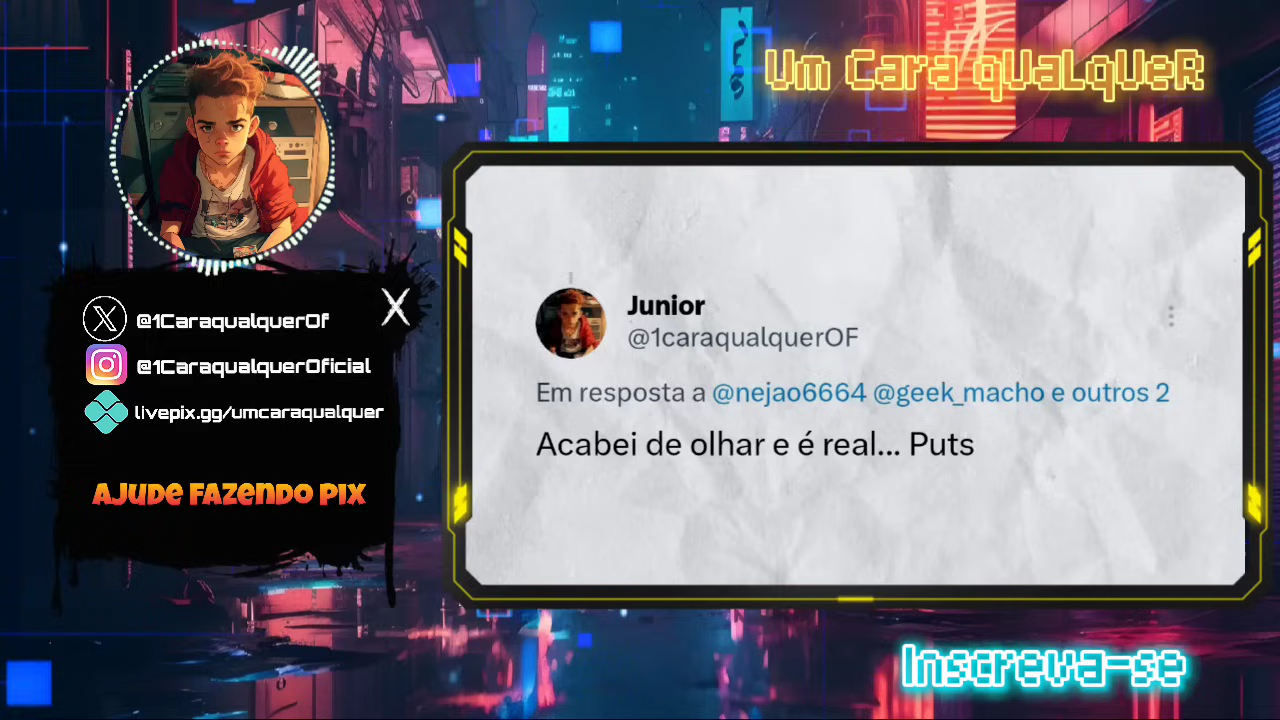 Um Cara qUaLqUeR
@1CaraqualquerOf
@1CaraqualquerOficial
livepix.gg/umcaraqualquer
Ajude fazendo pix
Junior
@1caraqualquerOF
Em resposta a @nejao6664 @geek_macho e outros 2
Acabei de olhar e é real... Puts
Inscreva-se